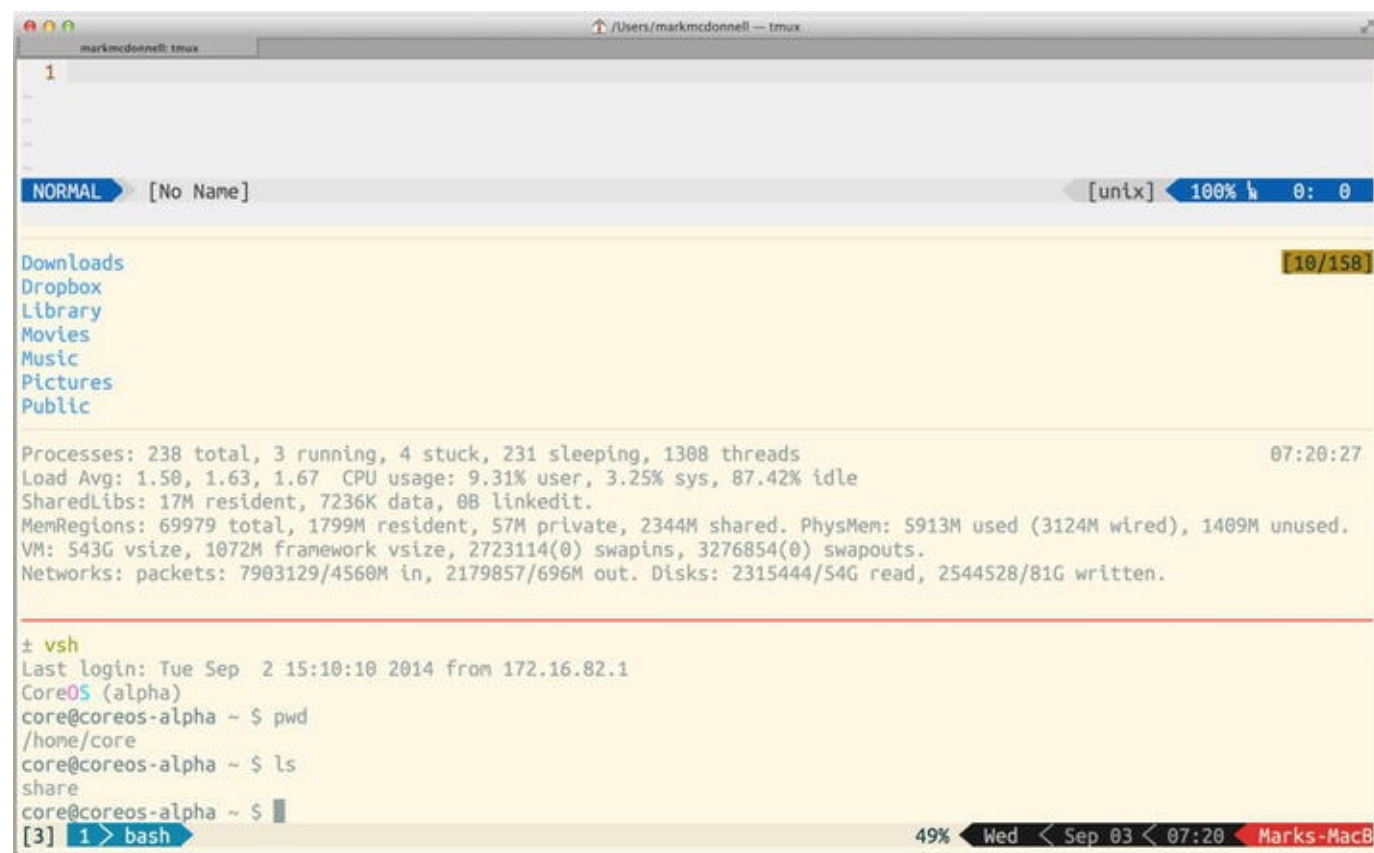 /Users/markmcdonnell — tmux
markmcdonnell: tmux
1
~
~
~
~
NORMAL [No Name] [unix] 100% ␤ 0: 0
Downloads [10/158]
Dropbox
Library
Movies
Music
Pictures
Public
Processes: 238 total, 3 running, 4 stuck, 231 sleeping, 1308 threads 07:20:27
Load Avg: 1.50, 1.63, 1.67 CPU usage: 9.31% user, 3.25% sys, 87.42% idle
SharedLibs: 17M resident, 7236K data, 0B linkedit.
MemRegions: 69979 total, 1799M resident, 57M private, 2344M shared. PhysMem: 5913M used (3124M wired), 1409M unused.
VM: 543G vsize, 1072M framework vsize, 2723114(0) swapins, 3276854(0) swapouts.
Networks: packets: 7903129/4560M in, 2179857/696M out. Disks: 2315444/54G read, 2544528/81G written.
± vsh
Last login: Tue Sep 2 15:10:10 2014 from 172.16.82.1
CoreOS (alpha)
core@coreos-alpha ~ $ pwd
/home/core
core@coreos-alpha ~ $ ls
share
core@coreos-alpha ~ $
[3] 1 > bash 49% Wed < Sep 03 < 07:20 Marks-MacB